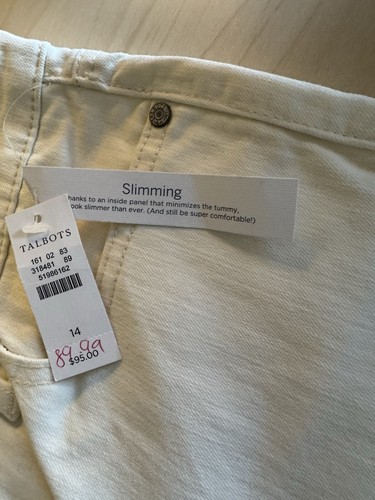 Slimming
hanks to an inside panel that minimizes the tummy,
ook slimmer than ever. (And still be super comfortable!)
TALBOTS
161 02 83
318481 89
51986162
14
89.99
$95.00